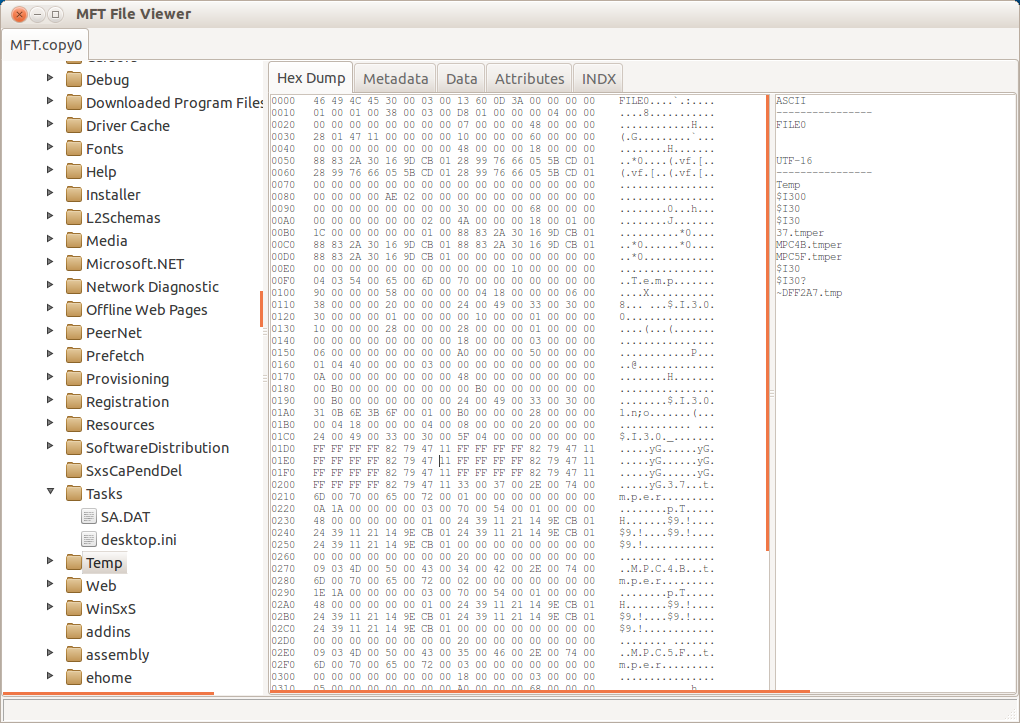 MFT File Viewer
MFT.copy0
Debug
Downloaded Program Files
Driver Cache
Fonts
Help
Installer
L2Schemas
Media
Microsoft.NET
Network Diagnostic
Offline Web Pages
PeerNet
Prefetch
Provisioning
Registration
Resources
SoftwareDistribution
SxsCaPendDel
Tasks
SA.DAT
desktop.ini
Temp
Web
WinSxS
addins
assembly
ehome
Hex Dump Metadata Data Attributes INDX
0000 46 49 4C 45 30 00 03 00 13 60 0D 3A 00 00 00 00 FILE0....`.:....
0010 01 00 01 00 38 00 03 00 D8 01 00 00 00 04 00 00 ....8...........
0020 00 00 00 00 00 00 00 00 07 00 00 00 48 00 00 00 ............H...
0030 28 01 47 11 00 00 00 00 10 00 00 00 60 00 00 00 (.G.........`...
0040 00 00 00 00 00 00 00 00 48 00 00 00 18 00 00 00 ........H.......
0050 88 83 2A 30 16 9D CB 01 28 99 76 66 05 5B CD 01 ..*0....(.vf.[..
0060 28 99 76 66 05 5B CD 01 28 99 76 66 05 5B CD 01 (.vf.[..(.vf.[..
0070 00 00 00 00 00 00 00 00 00 00 00 00 00 00 00 00 ................
0080 00 00 00 00 AE 02 00 00 00 00 00 00 00 00 00 00 ................
0090 00 00 00 00 00 00 00 00 30 00 00 00 68 00 00 00 ........0...h...
00A0 00 00 00 00 00 00 02 00 4A 00 00 00 18 00 01 00 ........J.......
00B0 1C 00 00 00 00 00 01 00 88 83 2A 30 16 9D CB 01 ..........*0....
00C0 88 83 2A 30 16 9D CB 01 88 83 2A 30 16 9D CB 01 ..*0......*0....
00D0 88 83 2A 30 16 9D CB 01 00 00 00 00 00 00 00 00 ..*0............
00E0 00 00 00 00 00 00 00 00 00 00 00 10 00 00 00 00 ................
00F0 04 03 54 00 65 00 6D 00 70 00 00 00 00 00 00 00 ..T.e.m.p.......
0100 90 00 00 00 58 00 00 00 00 04 18 00 00 00 06 00 ....X...........
0110 38 00 00 00 20 00 00 00 24 00 49 00 33 00 30 00 8... ...$.I.3.0.
0120 30 00 00 00 01 00 00 00 00 10 00 00 01 00 00 00 0...............
0130 10 00 00 00 28 00 00 00 28 00 00 00 01 00 00 00 ....(...(.......
0140 00 00 00 00 00 00 00 00 18 00 00 00 03 00 00 00 ................
0150 06 00 00 00 00 00 00 00 A0 00 00 00 50 00 00 00 ............P...
0160 01 04 40 00 00 00 03 00 00 00 00 00 00 00 00 00 ..@.............
0170 0A 00 00 00 00 00 00 00 48 00 00 00 00 00 00 00 ........H.......
0180 00 B0 00 00 00 00 00 00 00 B0 00 00 00 00 00 00 ................
0190 00 B0 00 00 00 00 00 00 24 00 49 00 33 00 30 00 ........$.I.3.0.
01A0 31 0B 6E 3B 6F 00 01 00 B0 00 00 00 28 00 00 00 1.n;o.......(...
01B0 00 04 18 00 00 00 04 00 08 00 00 00 20 00 00 00 ............ ...
01C0 24 00 49 00 33 00 30 00 5F 04 00 00 00 00 00 00 $.I.3.0._.......
01D0 FF FF FF FF 82 79 47 11 FF FF FF FF 82 79 47 11 .....yG......yG.
01E0 FF FF FF FF 82 79 47 11 FF FF FF FF 82 79 47 11 .....yG......yG.
01F0 FF FF FF FF 82 79 47 11 FF FF FF FF 82 79 47 11 .....yG......yG.
0200 FF FF FF FF 82 79 47 11 33 00 37 00 2E 00 74 00 .....yG.3.7...t.
0210 6D 00 70 00 65 00 72 00 01 00 00 00 00 00 00 00 m.p.e.r.........
0220 0A 1A 00 00 00 00 03 00 70 00 54 00 01 00 00 00 ........p.T.....
0230 48 00 00 00 00 00 01 00 24 39 11 21 14 9E CB 01 H.......$9.!....
0240 24 39 11 21 14 9E CB 01 24 39 11 21 14 9E CB 01 $9.!....$9.!....
0250 24 39 11 21 14 9E CB 01 00 00 00 00 00 00 00 00 $9.!............
0260 00 00 00 00 00 00 00 00 20 00 00 00 00 00 00 00 ........ .......
0270 09 03 4D 00 50 00 43 00 34 00 42 00 2E 00 74 00 ..M.P.C.4.B...t.
0280 6D 00 70 00 65 00 72 00 02 00 00 00 00 00 00 00 m.p.e.r.........
0290 1E 1A 00 00 00 00 03 00 70 00 54 00 01 00 00 00 ........p.T.....
02A0 48 00 00 00 00 00 01 00 24 39 11 21 14 9E CB 01 H.......$9.!....
02B0 24 39 11 21 14 9E CB 01 24 39 11 21 14 9E CB 01 $9.!....$9.!....
02C0 24 39 11 21 14 9E CB 01 00 00 00 00 00 00 00 00 $9.!............
02D0 00 00 00 00 00 00 00 00 20 00 00 00 00 00 00 00 ........ .......
02E0 09 03 4D 00 50 00 43 00 35 00 46 00 2E 00 74 00 ..M.P.C.5.F...t.
02F0 6D 00 70 00 65 00 72 00 03 00 00 00 00 00 00 00 m.p.e.r.........
0300 00 00 00 00 00 00 00 00 18 00 00 00 03 00 00 00 ................
0310 05 00 00 00 00 00 00 00 A0 00 00 00 68 00 00 00 ............h...
ASCII
----------------
FILE0
UTF-16
----------------
Temp
$I300
$I30
$I30
37.tmper
MPC4B.tmper
MPC5F.tmper
$I30
$I30?
~DFF2A7.tmp